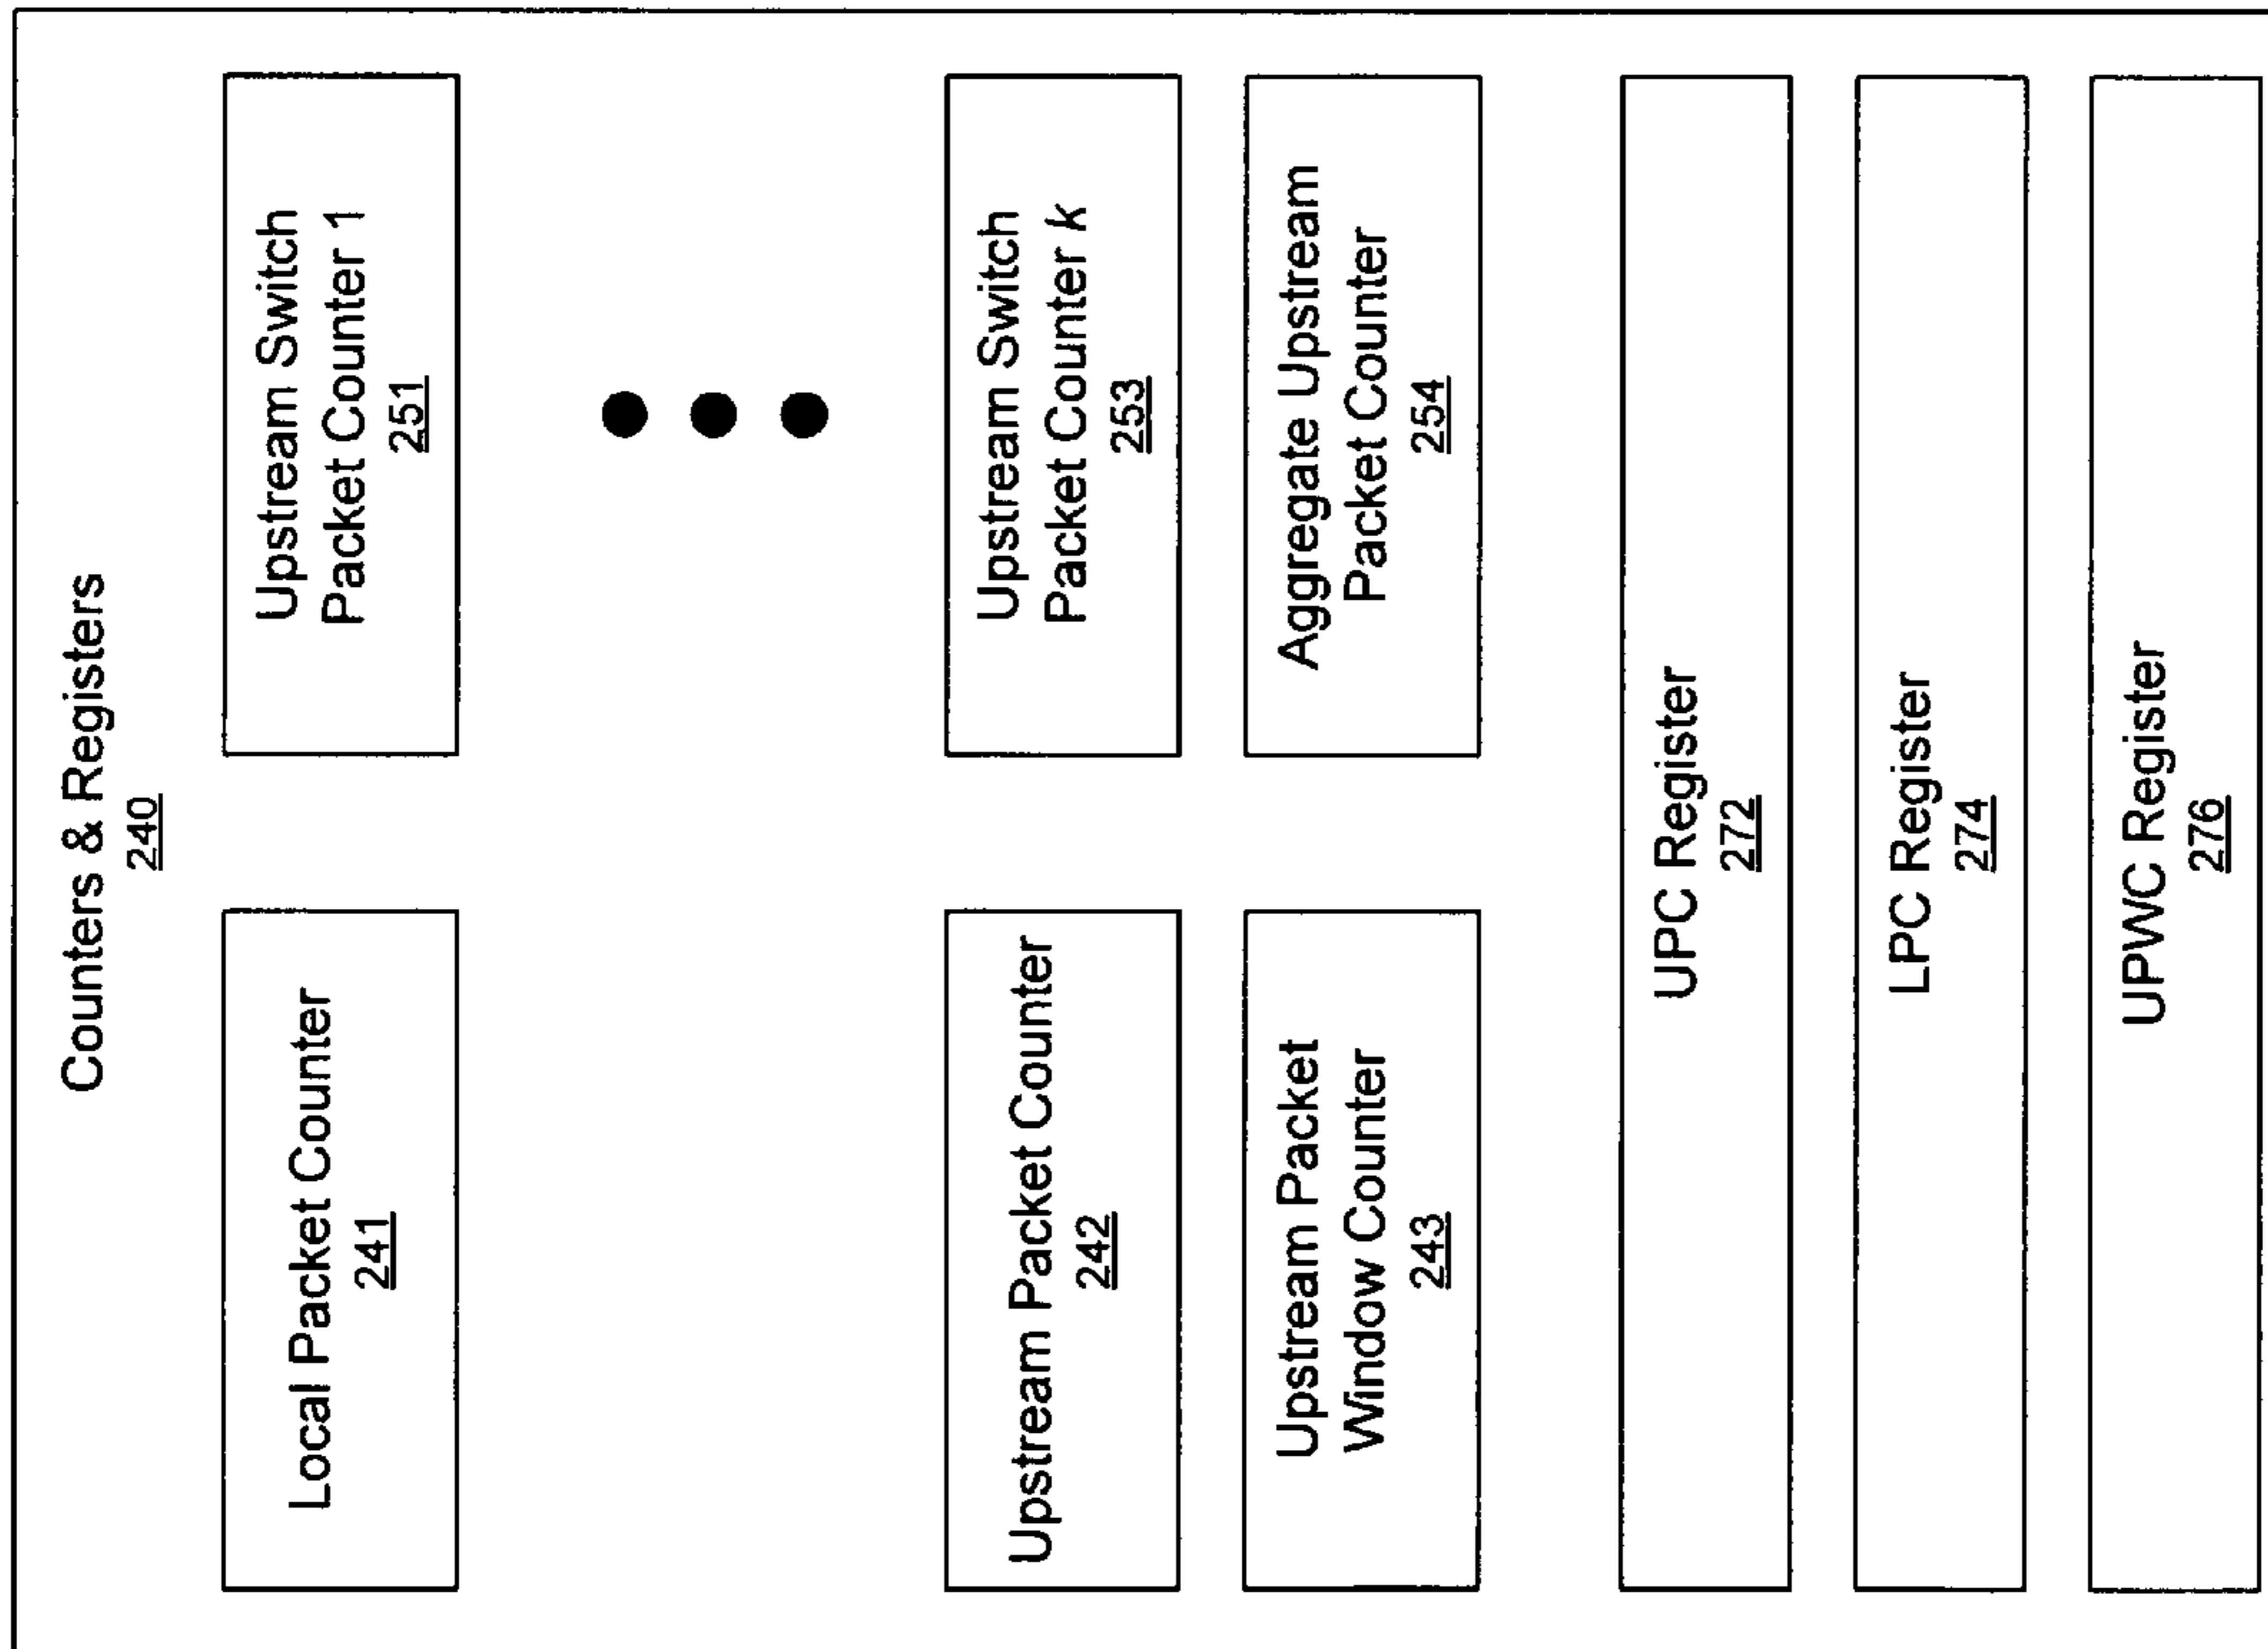 Counters & Registers
240
Local Packet Counter
241
Upstream Switch
Packet Counter 1
251
Upstream Packet Counter
242
Upstream Switch
Packet Counter k
253
Upstream Packet
Window Counter
243
Aggregate Upstream
Packet Counter
254
UPC Register
272
LPC Register
274
UPWC Register
276